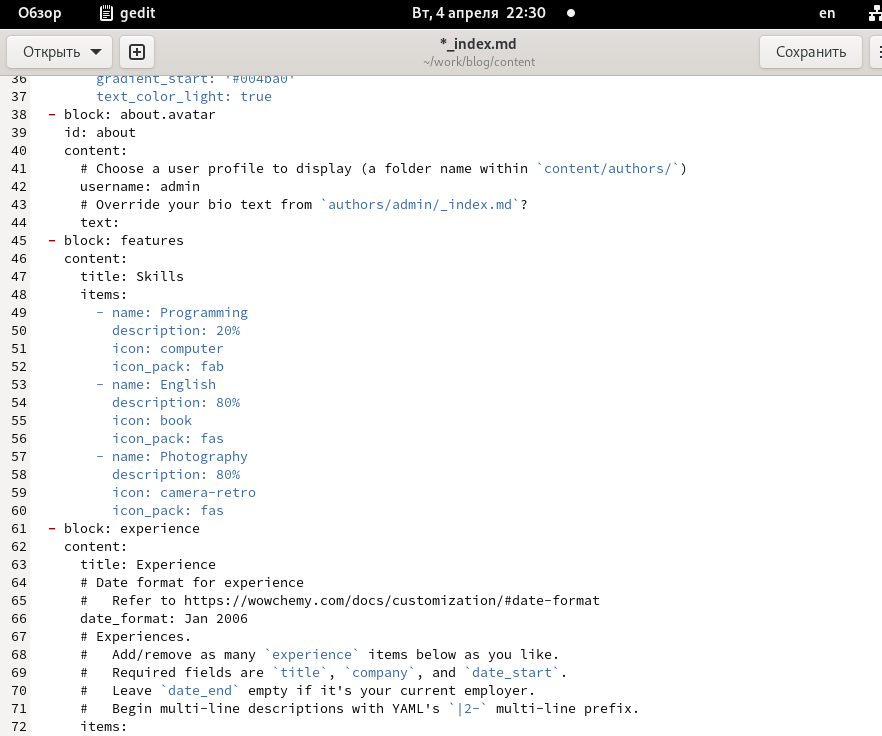 Обзор gedit Вт, 4 апреля 22:30 en
Открыть *_index.md Сохранить
~/work/blog/content
36 gradient_start: '#004ba0'
37 text_color_light: true
38 - block: about.avatar
39 id: about
40 content:
41 # Choose a user profile to display (a folder name within `content/authors/`)
42 username: admin
43 # Override your bio text from `authors/admin/_index.md`?
44 text:
45 - block: features
46 content:
47 title: Skills
48 items:
49 - name: Programming
50 description: 20%
51 icon: computer
52 icon_pack: fab
53 - name: English
54 description: 80%
55 icon: book
56 icon_pack: fas
57 - name: Photography
58 description: 80%
59 icon: camera-retro
60 icon_pack: fas
61 - block: experience
62 content:
63 title: Experience
64 # Date format for experience
65 #   Refer to https://wowchemy.com/docs/customization/#date-format
66 date_format: Jan 2006
67 # Experiences.
68 #   Add/remove as many `experience` items below as you like.
69 #   Required fields are `title`, `company`, and `date_start`.
70 #   Leave `date_end` empty if it's your current employer.
71 #   Begin multi-line descriptions with YAML's `|2-` multi-line prefix.
72 items: